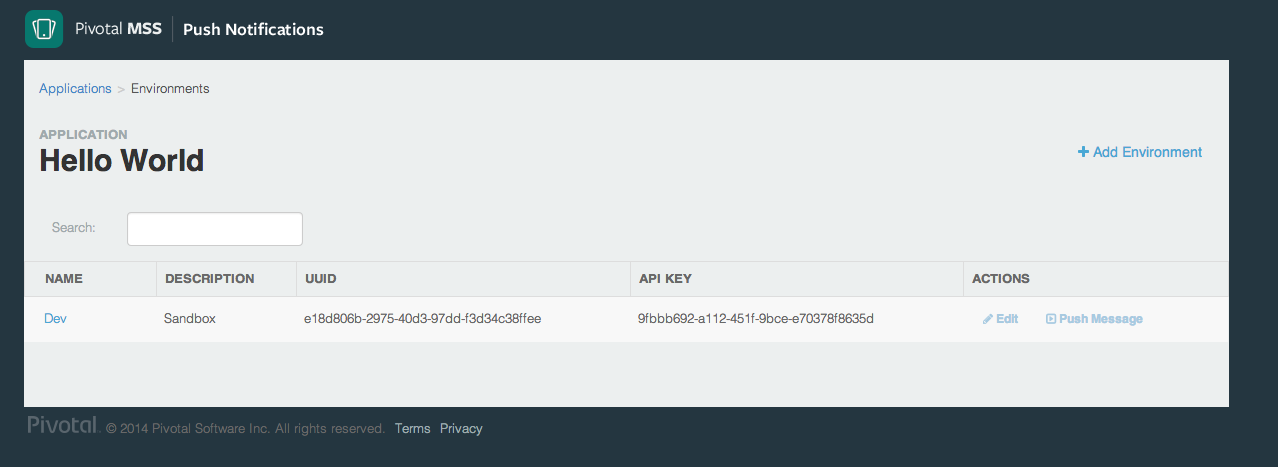 Pivotal MSS Push Notifications
Applications > Environments
APPLICATION
Hello World
+ Add Environment
Search:
NAME DESCRIPTION UUID API KEY ACTIONS
Dev Sandbox e18d806b-2975-40d3-97dd-f3d34c38ffee 9fbbb692-a112-451f-9bce-e70378f8635d Edit Push Message
Pivotal. © 2014 Pivotal Software Inc. All rights reserved. Terms Privacy